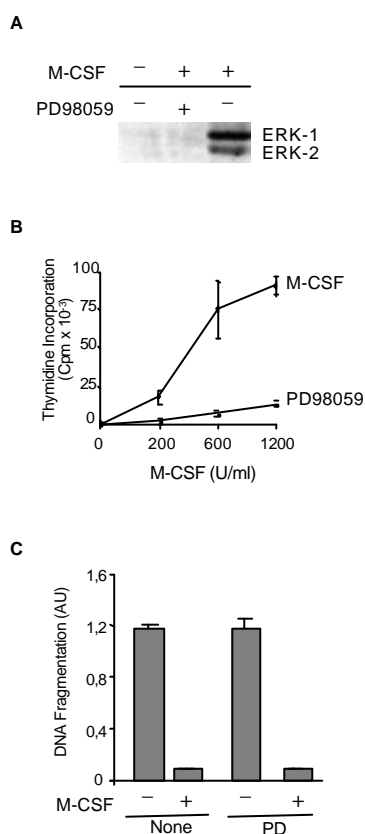 A
M-CSF − + +
PD98059 − + −
ERK-1
ERK-2
B
Thymidine Incorporation
(Cpm x 10-3)
100
75
50
25
0
M-CSF
PD98059
0 200 600 1200
M-CSF (U/ml)
C
DNA Fragmentation (AU)
1,6
1,2
0,8
0,4
0
M-CSF − + − +
None PD